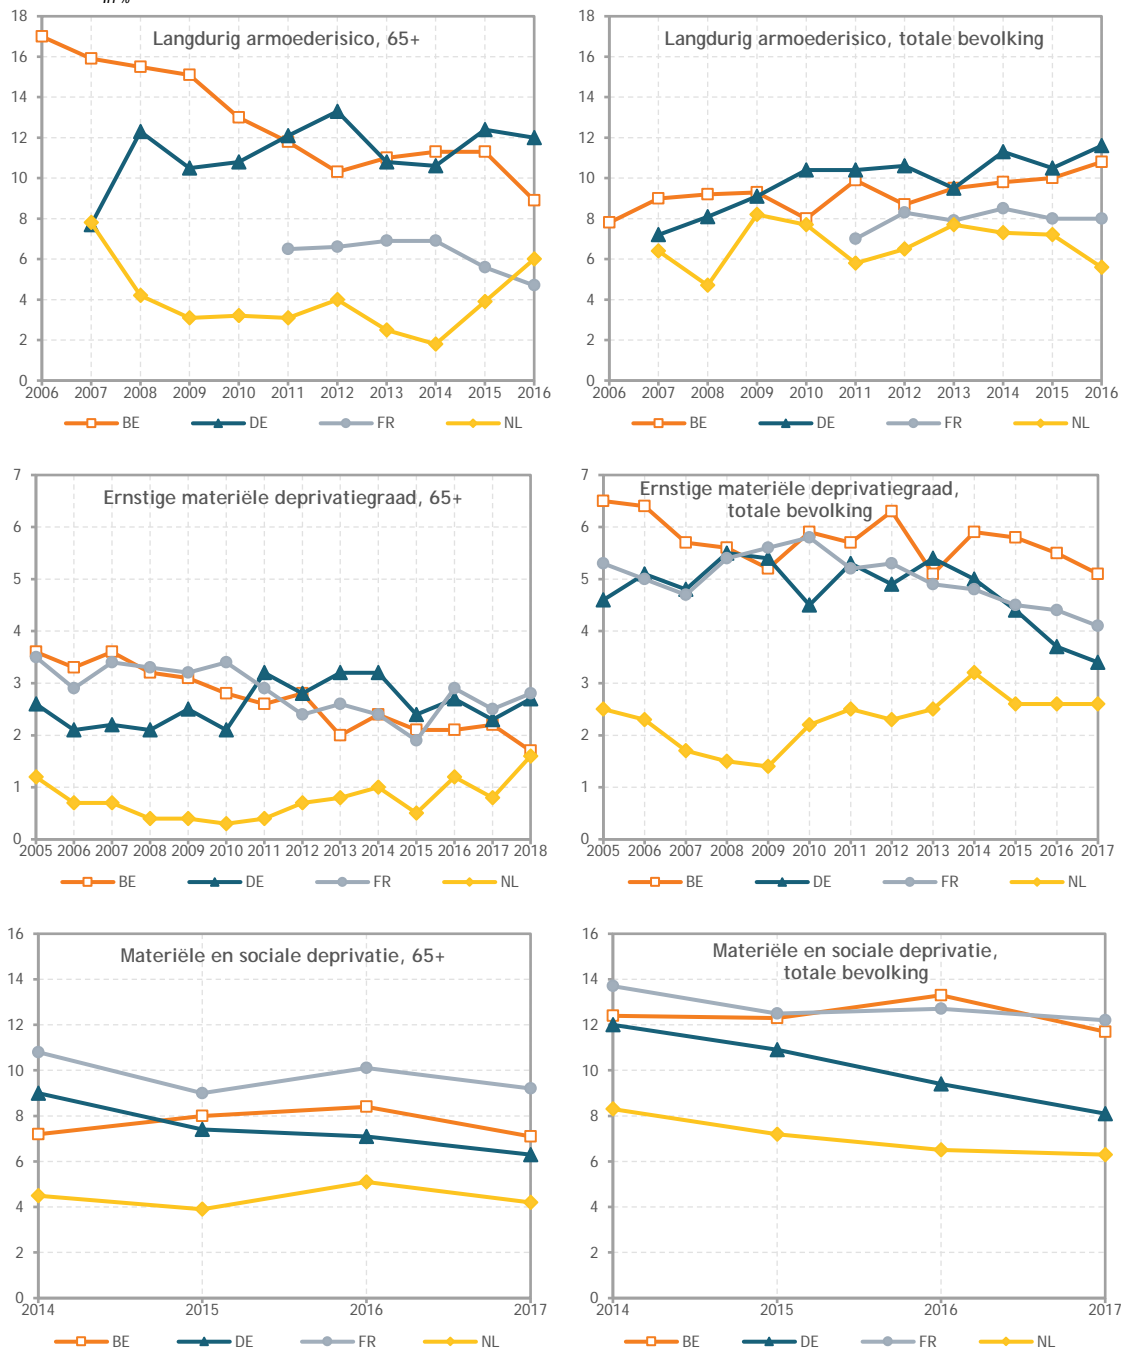 in %
Langdurig armoederisico, 65+
18
16
14
12
10
8
6
4
2
0
2006 2007 2008 2009 2010 2011 2012 2013 2014 2015 2016
BE DE FR NL
Langdurig armoederisico, totale bevolking
18
16
14
12
10
8
6
4
2
0
2006 2007 2008 2009 2010 2011 2012 2013 2014 2015 2016
BE DE FR NL
Ernstige materiële deprivatiegraad, 65+
7
6
5
4
3
2
1
0
2005 2006 2007 2008 2009 2010 2011 2012 2013 2014 2015 2016 2017 2018
BE DE FR NL
Ernstige materiële deprivatiegraad,
totale bevolking
7
6
5
4
3
2
1
0
2005 2006 2007 2008 2009 2010 2011 2012 2013 2014 2015 2016 2017
BE DE FR NL
Materiële en sociale deprivatie, 65+
16
14
12
10
8
6
4
2
0
2014 2015 2016 2017
BE DE FR NL
Materiële en sociale deprivatie,
totale bevolking
16
14
12
10
8
6
4
2
0
2014 2015 2016 2017
BE DE FR NL